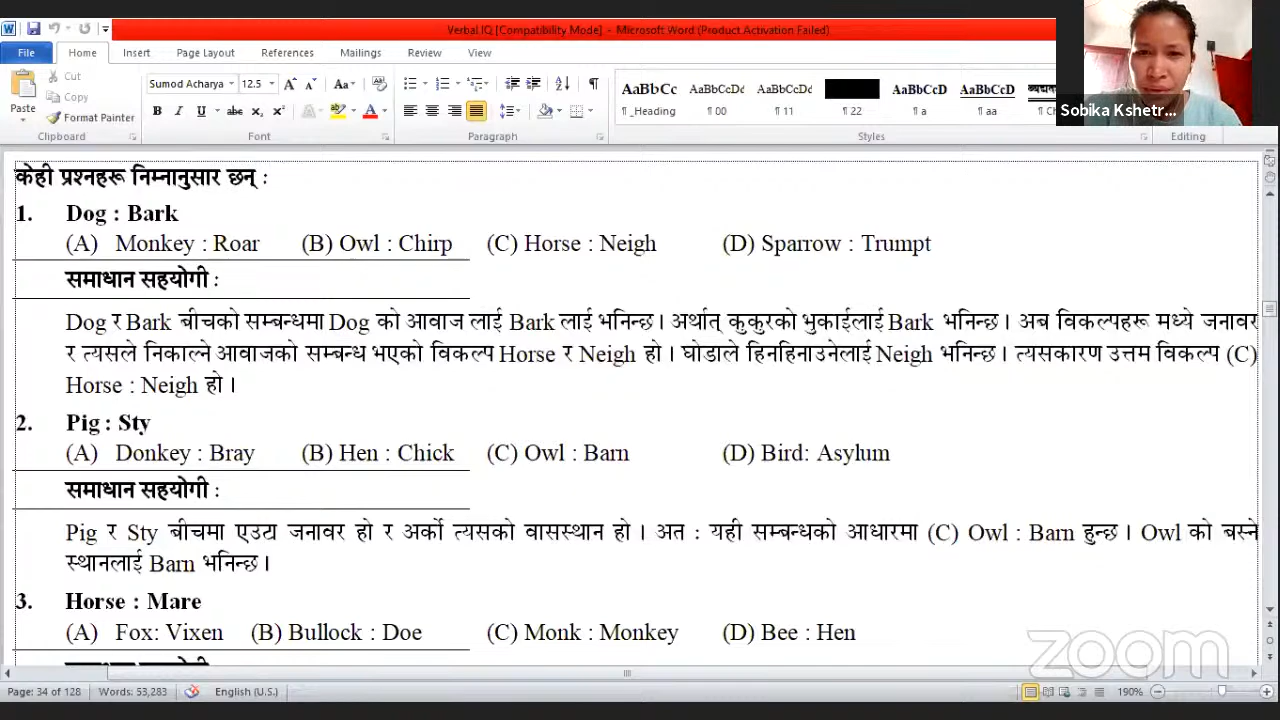 Verbal IQ [Compatibility Mode] - Microsoft Word (Product Activation Failed)
File Home Insert Page Layout References Mailings Review View
Paste Cut Copy Format Painter
Sumod Acharya 12.5
AaBbCc AaBbCcDc AaBbCcDd AaBbCcD AaBbCcD
¶ _Heading ¶ 00 ¶ 11 ¶ 22 ¶ a ¶ aa
Clipboard Font Paragraph Styles Editing
Sobika Kshetr...
केही प्रश्नहरू निम्नानुसार छन् :
1. Dog : Bark
(A) Monkey : Roar (B) Owl : Chirp (C) Horse : Neigh (D) Sparrow : Trumpt
समाधान सहयोगी :
Dog र Bark बीचको सम्बन्धमा Dog को आवाज लाई Bark लाई भनिन्छ। अर्थात् कुकुरको भुकाईलाई Bark भनिन्छ । अब विकल्पहरू मध्ये जनावर
र त्यसले निकाल्ने आवाजको सम्बन्ध भएको विकल्प Horse र Neigh हो। घोडाले हिनहिनाउनेलाई Neigh भनिन्छ। त्यसकारण उत्तम विकल्प (C)
Horse : Neigh हो ।
2. Pig : Sty
(A) Donkey : Bray (B) Hen : Chick (C) Owl : Barn (D) Bird: Asylum
समाधान सहयोगी :
Pig र Sty बीचमा एउटा जनावर हो र अर्को त्यसको वासस्थान हो । अत : यही सम्बन्धको आधारमा (C) Owl : Barn हुन्छ । Owl को बस्ने
स्थानलाई Barn भनिन्छ।
3. Horse : Mare
(A) Fox: Vixen (B) Bullock : Doe (C) Monk : Monkey (D) Bee : Hen
zoom
Page: 34 of 128 Words: 53,283 English (U.S.) 190%